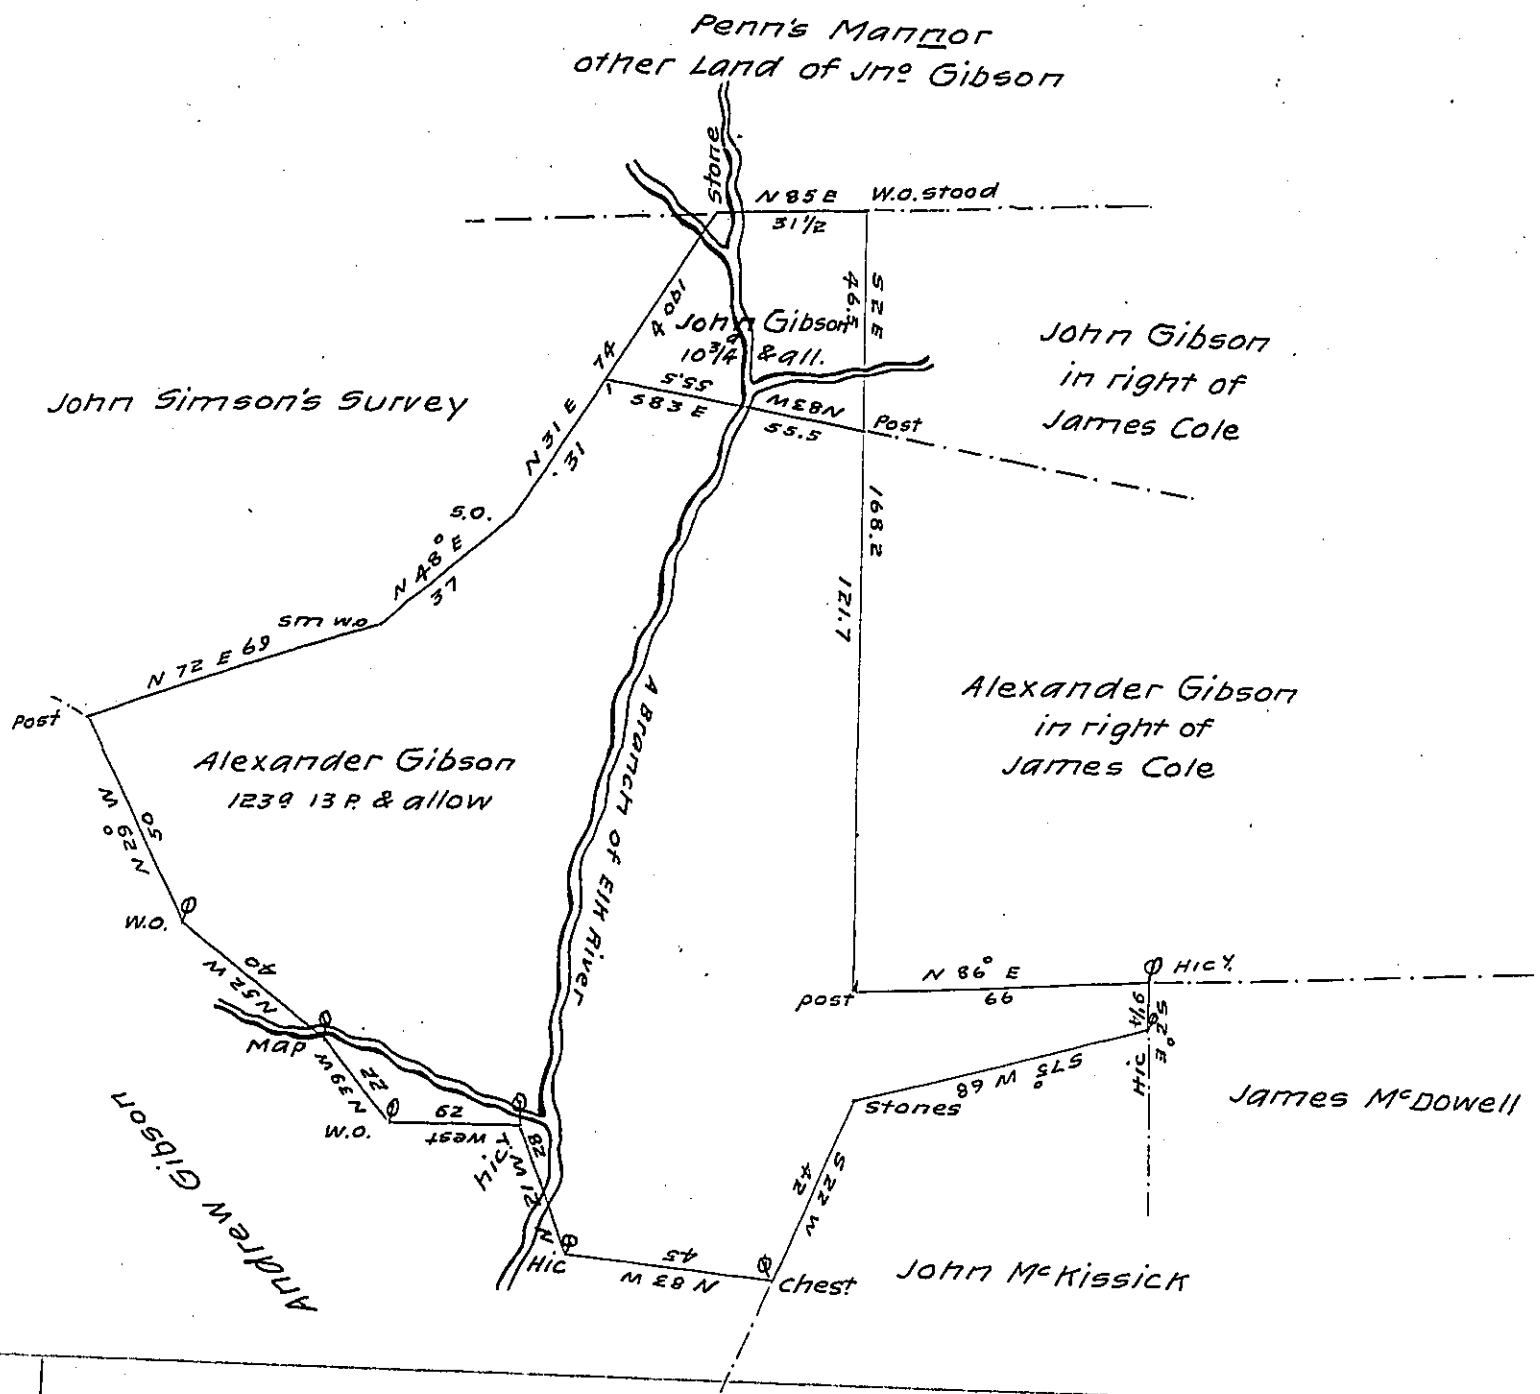 Penn's Mannor
other Land of Jnº Gibson
Stone
N 85 E
31 1/2
W.O. stood
S 2 E
46.5
John Gibson
10 3/4 & all.
John Gibson
in right of
James Cole
74
N 31 E
31
55.5
S 83 E
N 83 W
55.5
Post
John Simson's Survey
168.2
121.7
S.O.
N 48° E
37
sm w.o
N 72 E 69
Post
Alexander Gibson
in right of
James Cole
Alexander Gibson
123a 13 P. & allow
A Branch of Elk River
50
N 29° W
W.O.
40
N 52 W
Map
22
N 39 W
W.O.
29
West
Hic
28
N 21 W
Hic
45
N 83 W
Chest
S 22 W
42
Stones
S 75° W 68
Post
N 86° E
66
Hicy.
S 2° E
9 1/4
Hic
James McDowell
John McKissick
Andrew Gibson